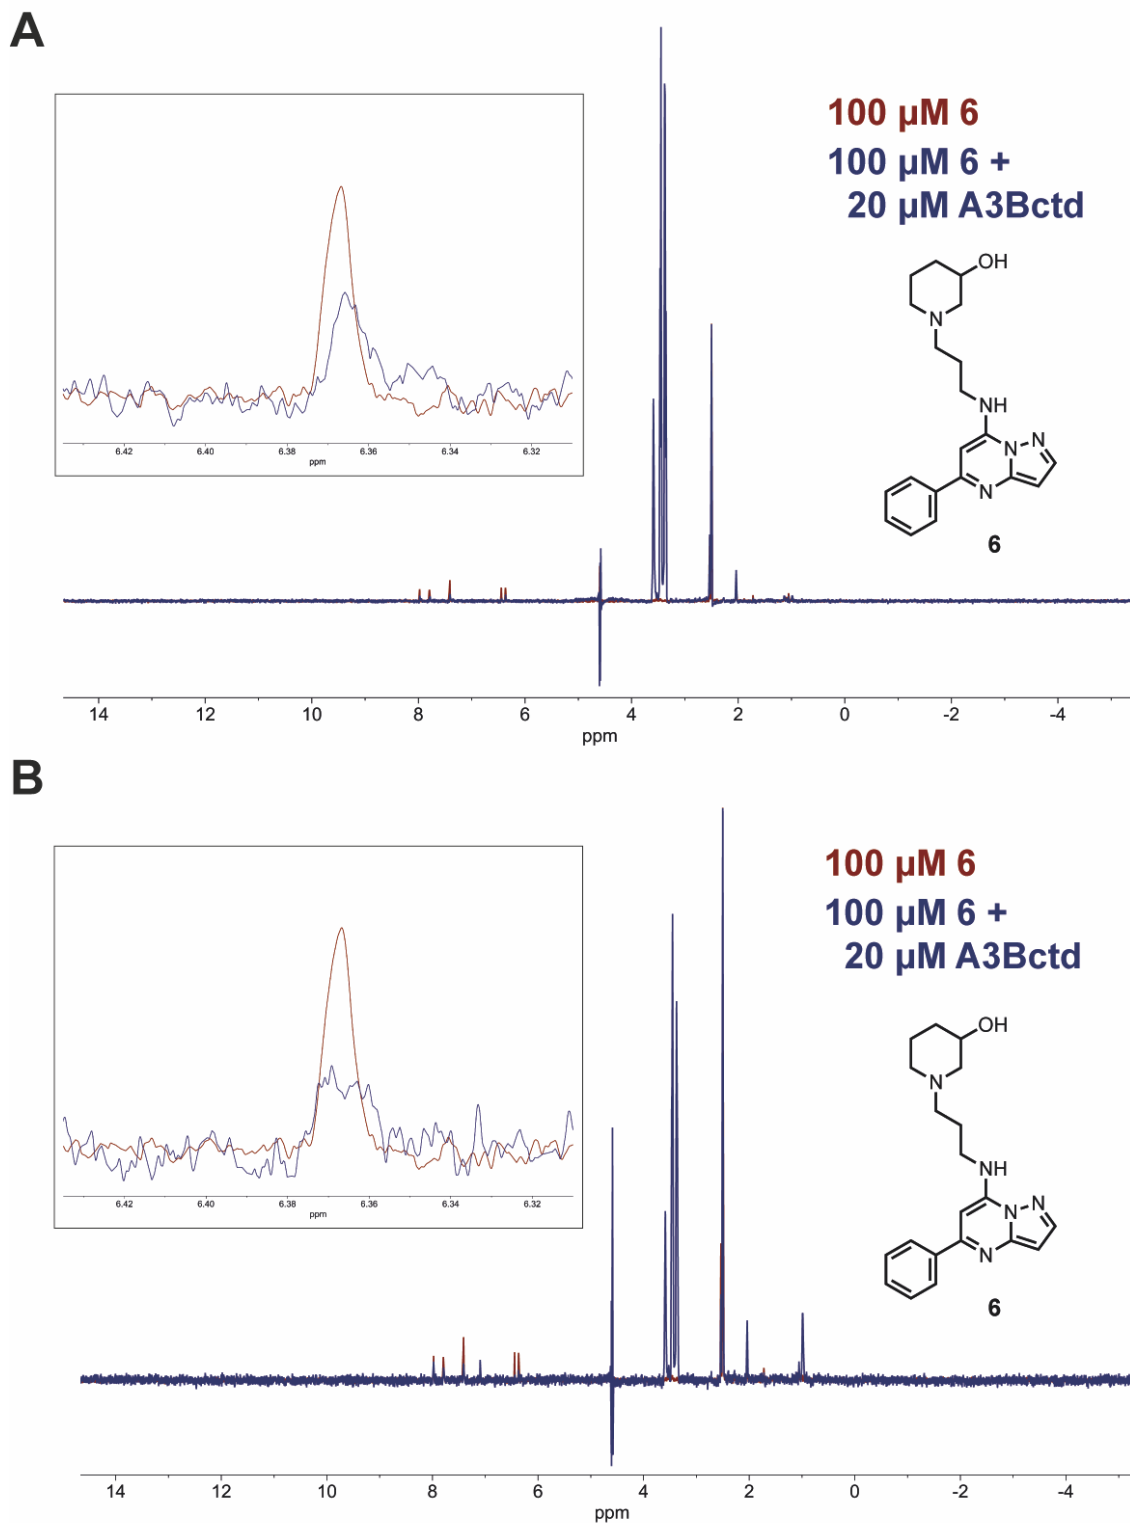 A
100 µM 6
100 µM 6 +
20 µM A3Bctd
6.42 6.40 6.38 6.36 6.34 6.32
ppm
OH
N
NH
N N
N
6
14 12 10 8 6 4 2 0 -2 -4
ppm
B
100 µM 6
100 µM 6 +
20 µM A3Bctd
6.42 6.40 6.38 6.36 6.34 6.32
ppm
OH
N
NH
N N
N
6
14 12 10 8 6 4 2 0 -2 -4
ppm